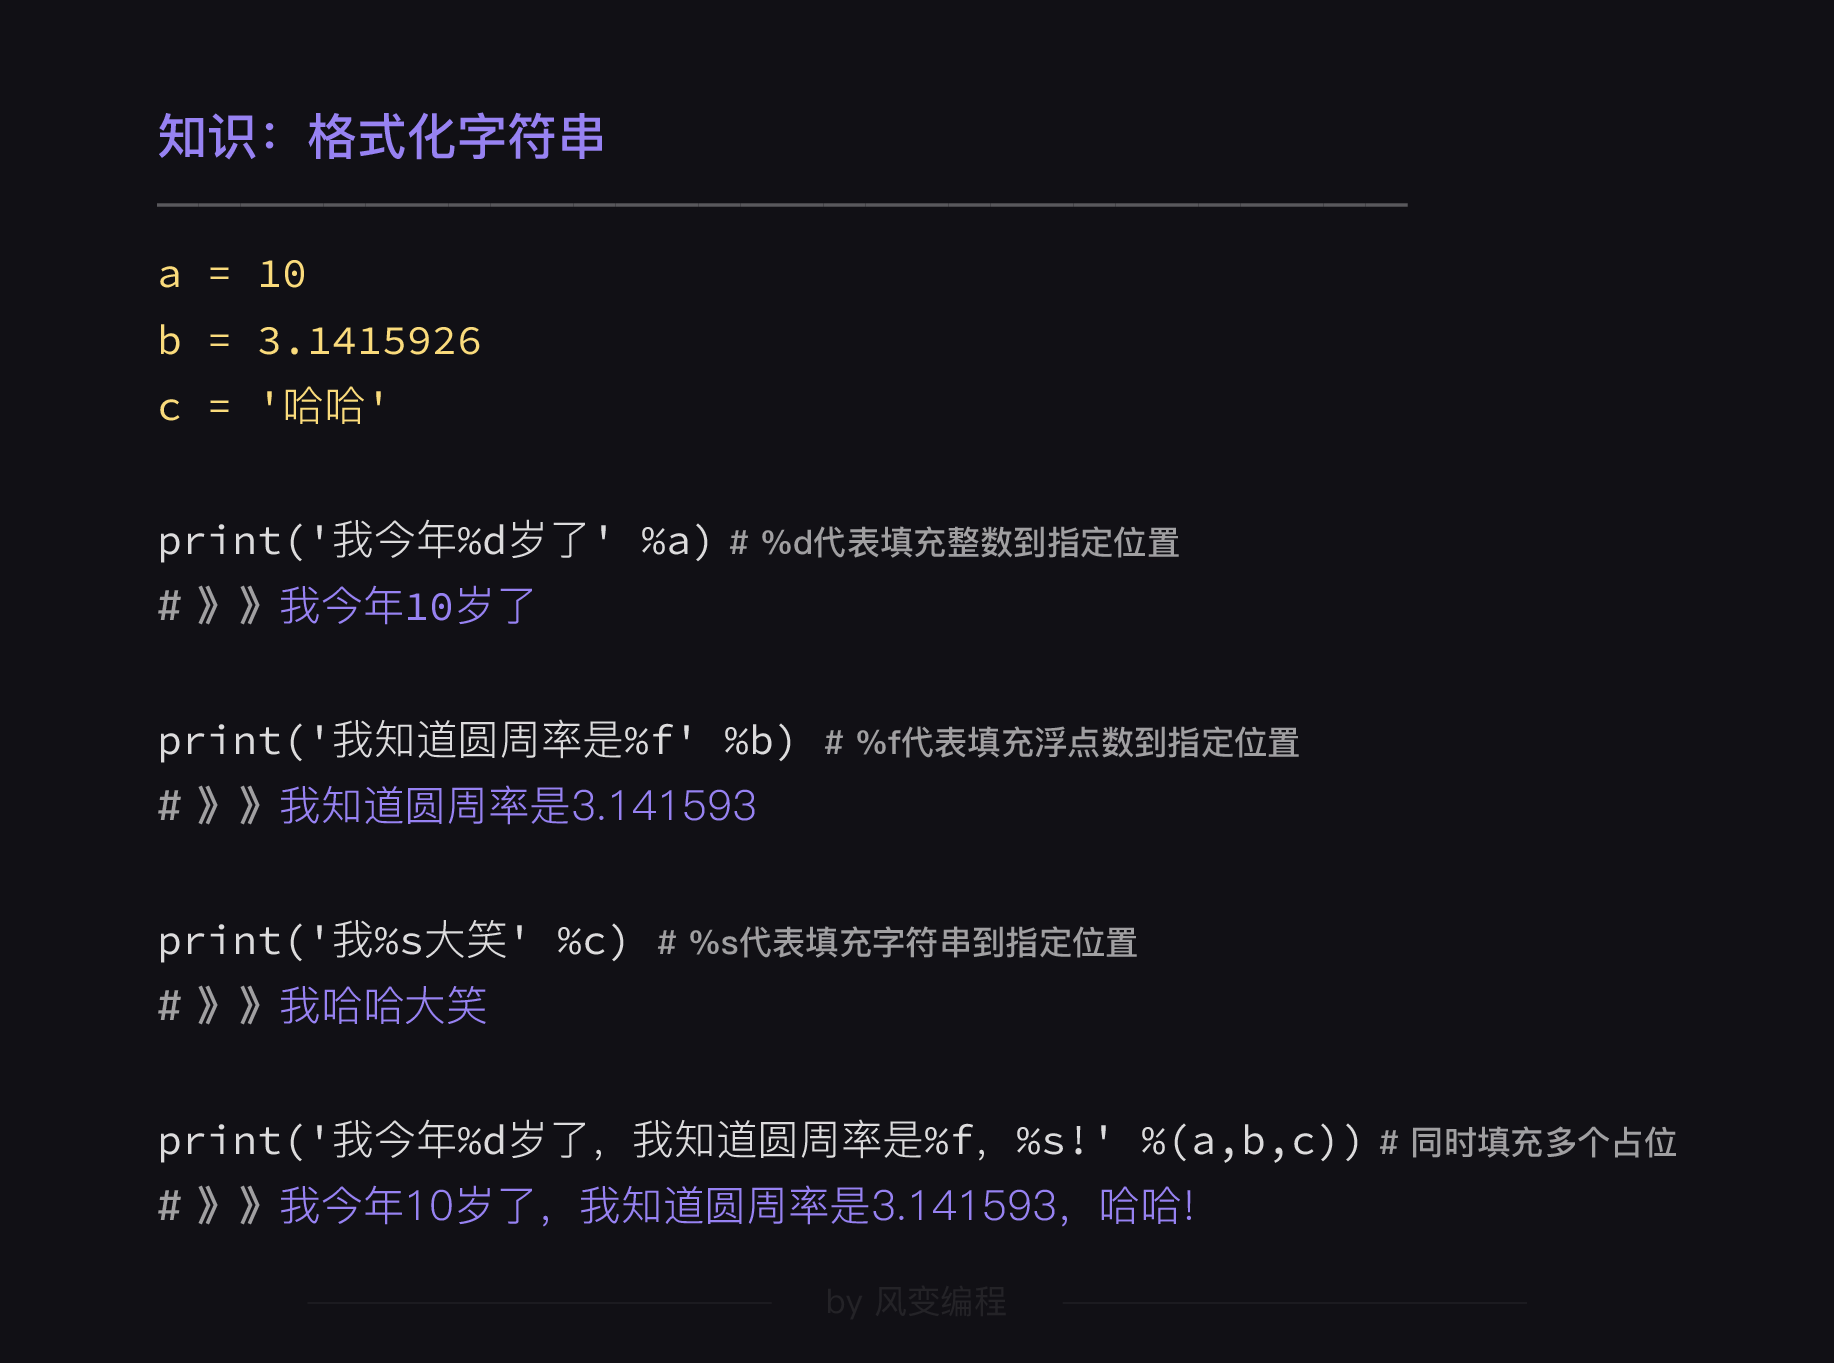 知识：格式化字符串
a = 10
b = 3.1415926
c = '哈哈'
print('我今年%d岁了' %a) # %d代表填充整数到指定位置
# 》》我今年10岁了
print('我知道圆周率是%f' %b) # %f代表填充浮点数到指定位置
# 》》我知道圆周率是3.141593
print('我%s大笑' %c) # %s代表填充字符串到指定位置
# 》》我哈哈大笑
print('我今年%d岁了，我知道圆周率是%f，%s!' %(a,b,c)) # 同时填充多个占位
# 》》我今年10岁了，我知道圆周率是3.141593，哈哈!
by 风变编程